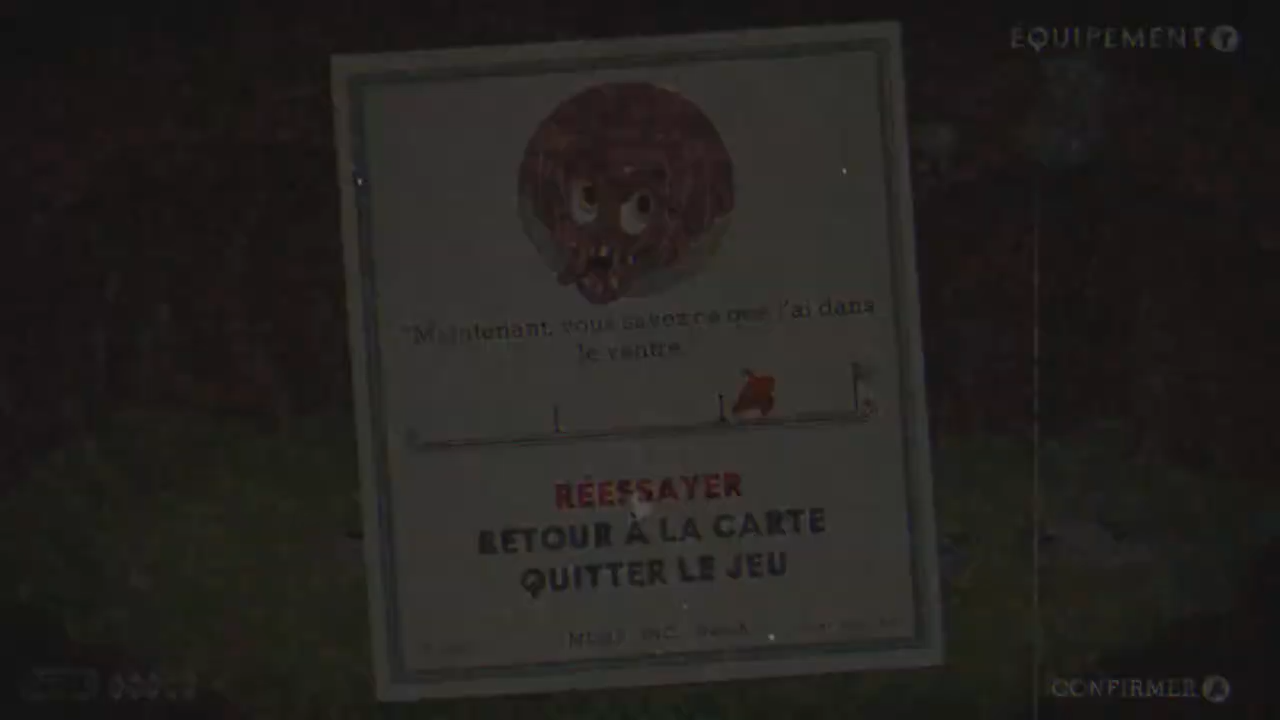 EQUIPEMENT Y
"Maintenant, vous savez ce que j'ai dans
le ventre."
RÉESSAYER
RETOUR À LA CARTE
QUITTER LE JEU
CONFIRMER A